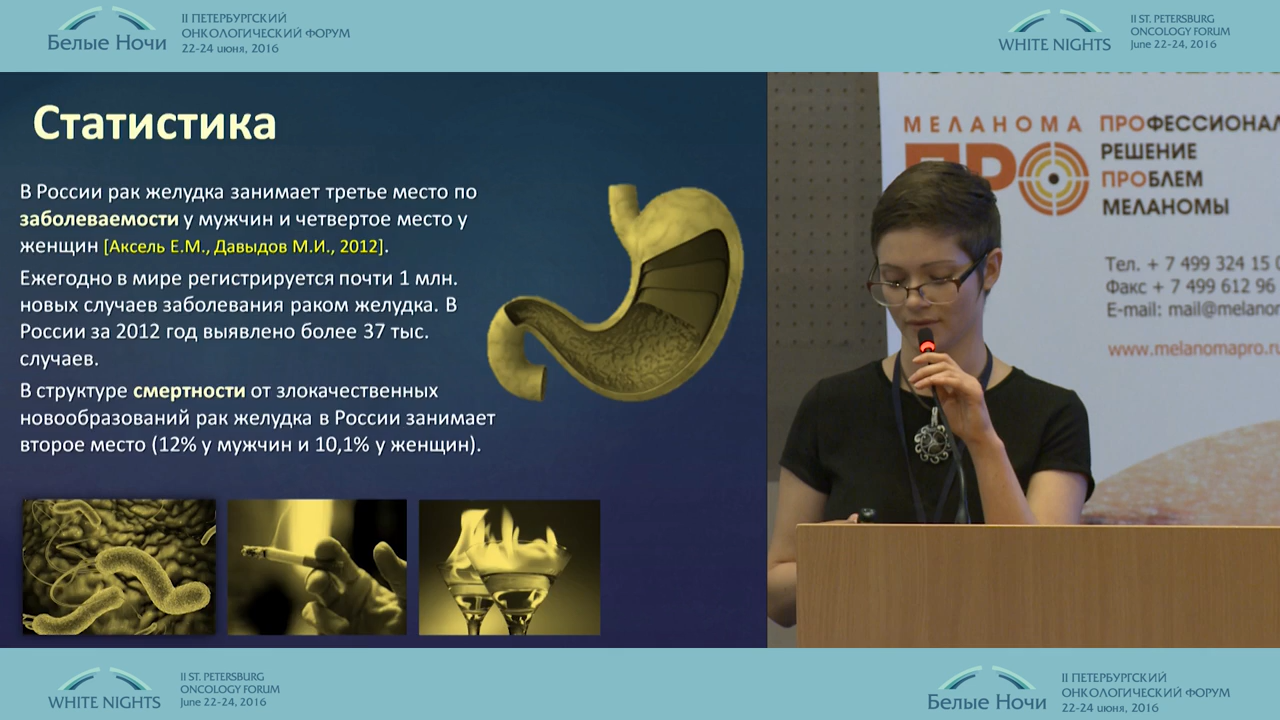 Белые Ночи
II ПЕТЕРБУРГСКИЙ
ОНКОЛОГИЧЕСКИЙ ФОРУМ
22-24 июня, 2016
WHITE NIGHTS
II ST. PETERSBURG
ONCOLOGY FORUM
June 22-24, 2016
Статистика
В России рак желудка занимает третье место по
заболеваемости у мужчин и четвертое место у
женщин [Аксель Е.М., Давыдов М.И., 2012].
Ежегодно в мире регистрируется почти 1 млн.
новых случаев заболевания раком желудка. В
России за 2012 год выявлено более 37 тыс.
случаев.
В структуре смертности от злокачественных
новообразований рак желудка в России занимает
второе место (12% у мужчин и 10,1% у женщин).
МЕЛАНОМА
ПРО
ПРОФЕССИОНАЛ
РЕШЕНИЕ
ПРОБЛЕМ
МЕЛАНОМЫ
Тел. + 7 499 324 15
Факс + 7 499 612 96
E-mail: mail@melanom
www.melanomapro.ru
WHITE NIGHTS
II ST. PETERSBURG
ONCOLOGY FORUM
June 22-24, 2016
Белые Ночи
II ПЕТЕРБУРГСКИЙ
ОНКОЛОГИЧЕСКИЙ ФОРУМ
22-24 июня, 2016